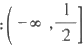 : ( -∞ , 1/2 ]